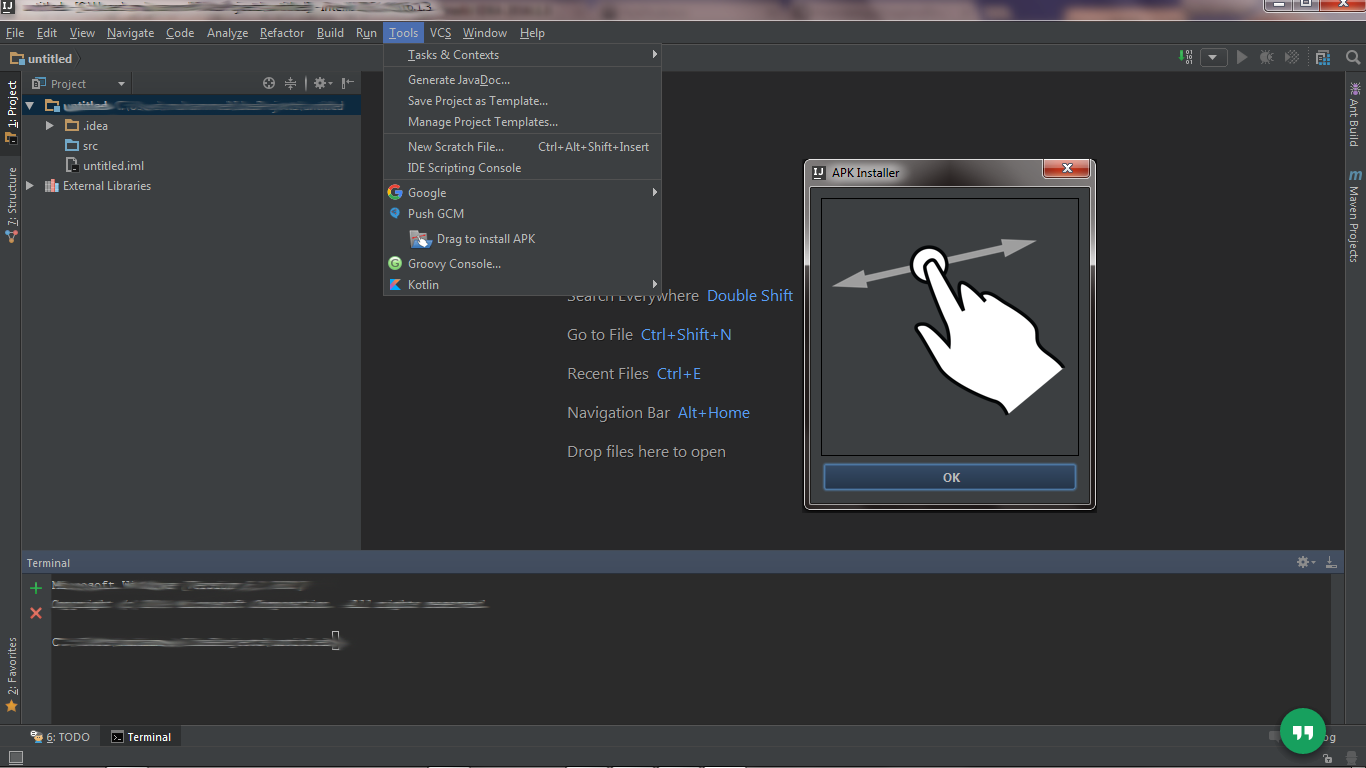 File Edit View Navigate Code Analyze Refactor Build Run Tools VCS Window Help
untitled
Project
untitled
.idea
src
untitled.iml
External Libraries
1: Project
7: Structure
2: Favorites
Tasks & Contexts
Generate JavaDoc...
Save Project as Template...
Manage Project Templates...
New Scratch File... Ctrl+Alt+Shift+Insert
IDE Scripting Console
Google
Push GCM
Drag to install APK
Groovy Console...
Kotlin
Search Everywhere Double Shift
Go to File Ctrl+Shift+N
Recent Files Ctrl+E
Navigation Bar Alt+Home
Drop files here to open
APK Installer
OK
Ant Build
Maven Projects
Terminal
6: TODO
Terminal